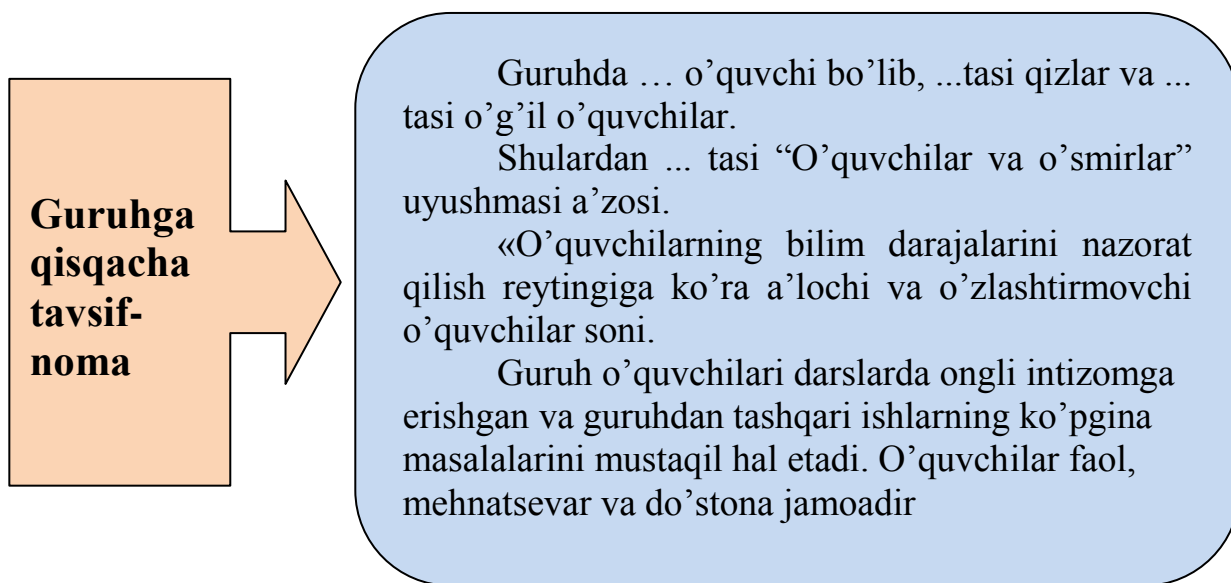 Guruhga
qisqacha
tavsif-
noma
Guruhda … o’quvchi bo’lib, ...tasi qizlar va ...
tasi o’g’il o’quvchilar.
Shulardan ... tasi “O’quvchilar va o’smirlar”
uyushmasi a’zosi.
«O’quvchilarning bilim darajalarini nazorat
qilish reytingiga ko’ra a’lochi va o’zlashtirmovchi
o’quvchilar soni.
Guruh o’quvchilari darslarda ongli intizomga
erishgan va guruhdan tashqari ishlarning ko’pgina
masalalarini mustaqil hal etadi. O’quvchilar faol,
mehnatsevar va do’stona jamoadir